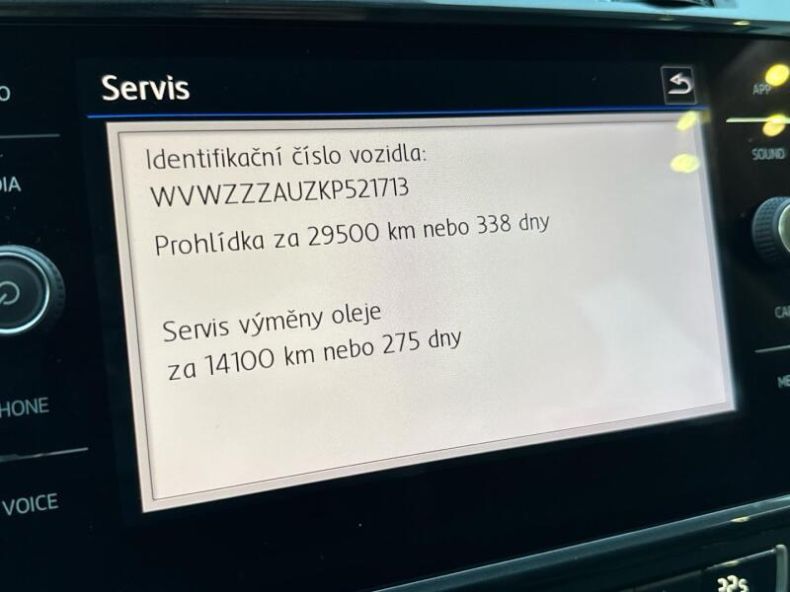 Servis
Identifikační číslo vozidla:
WVWZZZAUZKP521713
Prohlídka za 29500 km nebo 338 dny
Servis výměny oleje
za 14100 km nebo 275 dny
HONE
VOICE
APP
SOUND